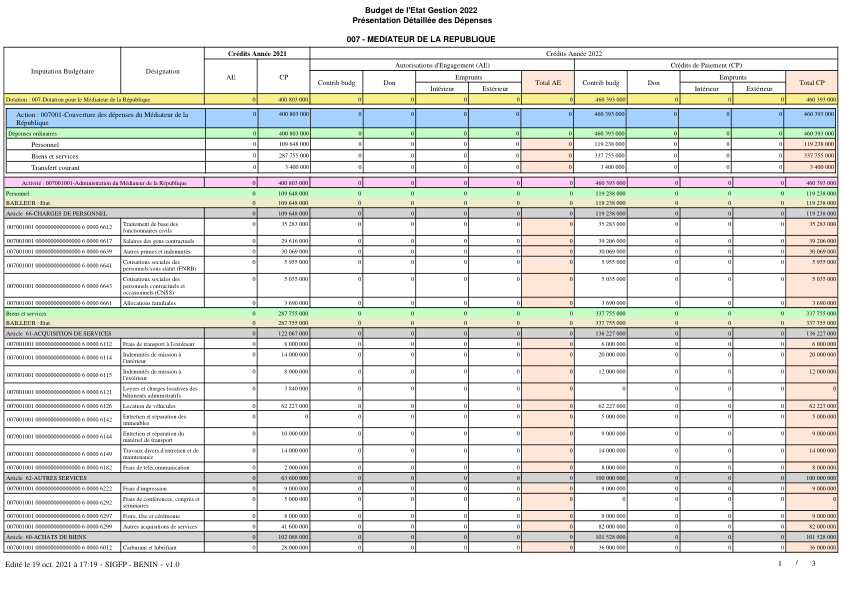 Budget de l'Etat Gestion 2022
Présentation Détaillée des Dépenses
007 - MEDIATEUR DE LA REPUBLIQUE
Imputation Budgétaire Désignation Crédits Année 2021 Crédits Année 2022
AE CP Autorisations d'Engagement (AE) Crédits de Paiement (CP)
Contrib budg Don Emprunts Total AE Contrib budg Don Emprunts Total CP
Intérieur Extérieur Intérieur Extérieur
Dotation : 007-Dotation pour le Médiateur de la République 0 400 803 000 0 0 0 0 0 460 393 000 0 0 0 460 393 000
Action : 007001-Couverture des dépenses du Médiateur de la République 0 400 803 000 0 0 0 0 0 460 393 000 0 0 0 460 393 000
Dépenses ordinaires 0 400 803 000 0 0 0 0 0 460 393 000 0 0 0 460 393 000
Personnel 0 109 648 000 0 0 0 0 0 119 238 000 0 0 0 119 238 000
Biens et services 0 287 755 000 0 0 0 0 0 337 755 000 0 0 0 337 755 000
Transfert courant 0 3 400 000 0 0 0 0 0 3 400 000 0 0 0 3 400 000
Activité : 007001001-Administration du Médiateur de la République 0 400 803 000 0 0 0 0 0 460 393 000 0 0 0 460 393 000
Personnel 0 109 648 000 0 0 0 0 0 119 238 000 0 0 0 119 238 000
BAILLEUR : Etat 0 109 648 000 0 0 0 0 0 119 238 000 0 0 0 119 238 000
Article 66-CHARGES DE PERSONNEL 0 109 648 000 0 0 0 0 0 119 238 000 0 0 0 119 238 000
007001001 0000000000000000 6 0000 6612 Traitement de base des fonctionnaires civils 0 35 283 000 0 0 0 0 0 35 283 000 0 0 0 35 283 000
007001001 0000000000000000 6 0000 6617 Salaires des gens contractuels 0 29 616 000 0 0 0 0 0 39 206 000 0 0 0 39 206 000
007001001 0000000000000000 6 0000 6639 Autres primes et indemnités 0 30 069 000 0 0 0 0 0 30 069 000 0 0 0 30 069 000
007001001 0000000000000000 6 0000 6641 Cotisations sociales des personnels sous statut (FNRB) 0 5 955 000 0 0 0 0 0 5 955 000 0 0 0 5 955 000
007001001 0000000000000000 6 0000 6643 Cotisations sociales des personnels contractuels et occasionnels (CNSS) 0 5 035 000 0 0 0 0 0 5 035 000 0 0 0 5 035 000
007001001 0000000000000000 6 0000 6661 Allocations familiales 0 3 690 000 0 0 0 0 0 3 690 000 0 0 0 3 690 000
Biens et services 0 287 755 000 0 0 0 0 0 337 755 000 0 0 0 337 755 000
BAILLEUR : Etat 0 287 755 000 0 0 0 0 0 337 755 000 0 0 0 337 755 000
Article 61-ACQUISITION DE SERVICES 0 122 067 000 0 0 0 0 0 136 227 000 0 0 0 136 227 000
007001001 0000000000000000 6 0000 6112 Frais de transport à l'extérieur 0 8 000 000 0 0 0 0 0 6 000 000 0 0 0 6 000 000
007001001 0000000000000000 6 0000 6114 Indemnités de mission à l'intérieur 0 14 000 000 0 0 0 0 0 20 000 000 0 0 0 20 000 000
007001001 0000000000000000 6 0000 6115 Indemnités de mission à l'extérieur 0 8 000 000 0 0 0 0 0 12 000 000 0 0 0 12 000 000
007001001 0000000000000000 6 0000 6121 Loyers et charges locatives des bâtiments administratifs 0 3 840 000 0 0 0 0 0 0 0 0 0 0
007001001 0000000000000000 6 0000 6126 Location de véhicules 0 62 227 000 0 0 0 0 0 62 227 000 0 0 0 62 227 000
007001001 0000000000000000 6 0000 6142 Entretien et réparation des immeubles 0 0 0 0 0 0 0 5 000 000 0 0 0 5 000 000
007001001 0000000000000000 6 0000 6144 Entretien et réparation du matériel de transport 0 10 000 000 0 0 0 0 0 9 000 000 0 0 0 9 000 000
007001001 0000000000000000 6 0000 6149 Travaux divers d'entretien et de maintenance 0 14 000 000 0 0 0 0 0 14 000 000 0 0 0 14 000 000
007001001 0000000000000000 6 0000 6182 Frais de télécommunication 0 2 000 000 0 0 0 0 0 8 000 000 0 0 0 8 000 000
Article 62-AUTRES SERVICES 0 63 600 000 0 0 0 0 0 100 000 000 0 0 0 100 000 000
007001001 0000000000000000 6 0000 6222 Frais d'impression 0 9 000 000 0 0 0 0 0 9 000 000 0 0 0 9 000 000
007001001 0000000000000000 6 0000 6292 Frais de conférences, congrès et séminaires 0 5 000 000 0 0 0 0 0 0 0 0 0 0
007001001 0000000000000000 6 0000 6297 Foire, fête et cérémonie 0 8 000 000 0 0 0 0 0 9 000 000 0 0 0 9 000 000
007001001 0000000000000000 6 0000 6299 Autres acquisitions de services 0 41 600 000 0 0 0 0 0 82 000 000 0 0 0 82 000 000
Article 60-ACHATS DE BIENS 0 102 088 000 0 0 0 0 0 101 528 000 0 0 0 101 528 000
007001001 0000000000000000 6 0000 6012 Carburant et lubrifiant 0 28 000 000 0 0 0 0 0 36 000 000 0 0 0 36 000 000
Edité le 19 oct. 2021 à 17:19 - SIGFP - BENIN - v1.0 1 / 3